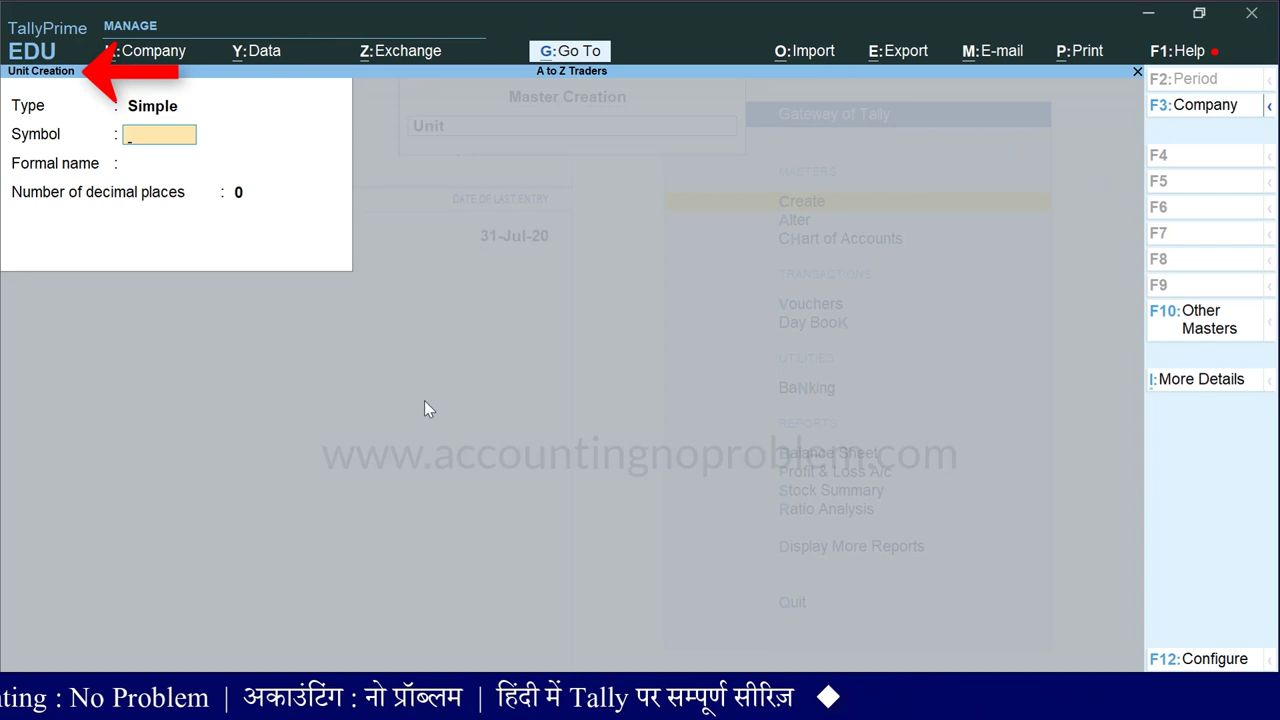 TallyPrime
EDU
MANAGE
K:Company
Y:Data
Z:Exchange
G:Go To
O:Import
E:Export
M:E-mail
P:Print
F1:Help
Unit Creation
A to Z Traders
Type : Simple
Symbol :
Formal name :
Number of decimal places : 0
Master Creation
Unit
DATE OF LAST ENTRY
31-Jul-20
Gateway of Tally
MASTERS
Create
Alter
CHart of Accounts
TRANSACTIONS
Vouchers
Day BooK
UTILITIES
BaNking
REPORTS
Balance Sheet
Profit & Loss A/c
Stock Summary
Ratio Analysis
Display More Reports
Quit
www.accountingnoproblem.com
F2:Period
F3:Company
F4
F5
F6
F7
F8
F9
F10:Other
Masters
I:More Details
F12:Configure
nting : No Problem | अकाउंटिंग : नो प्रॉब्लम | हिंदी में Tally पर सम्पूर्ण सीरिज़